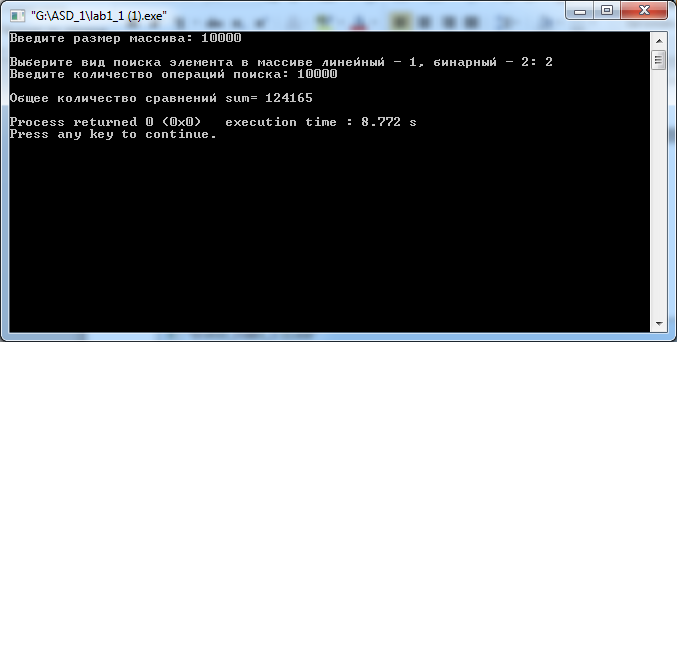 "G:\ASD_1\lab1_1 (1).exe"
Введите размер массива: 10000
Выберите вид поиска элемента в массиве линейный - 1, бинарный - 2: 2
Введите количество операций поиска: 10000
Общее количество сравнений sum= 124165
Process returned 0 (0x0)   execution time : 8.772 s
Press any key to continue.